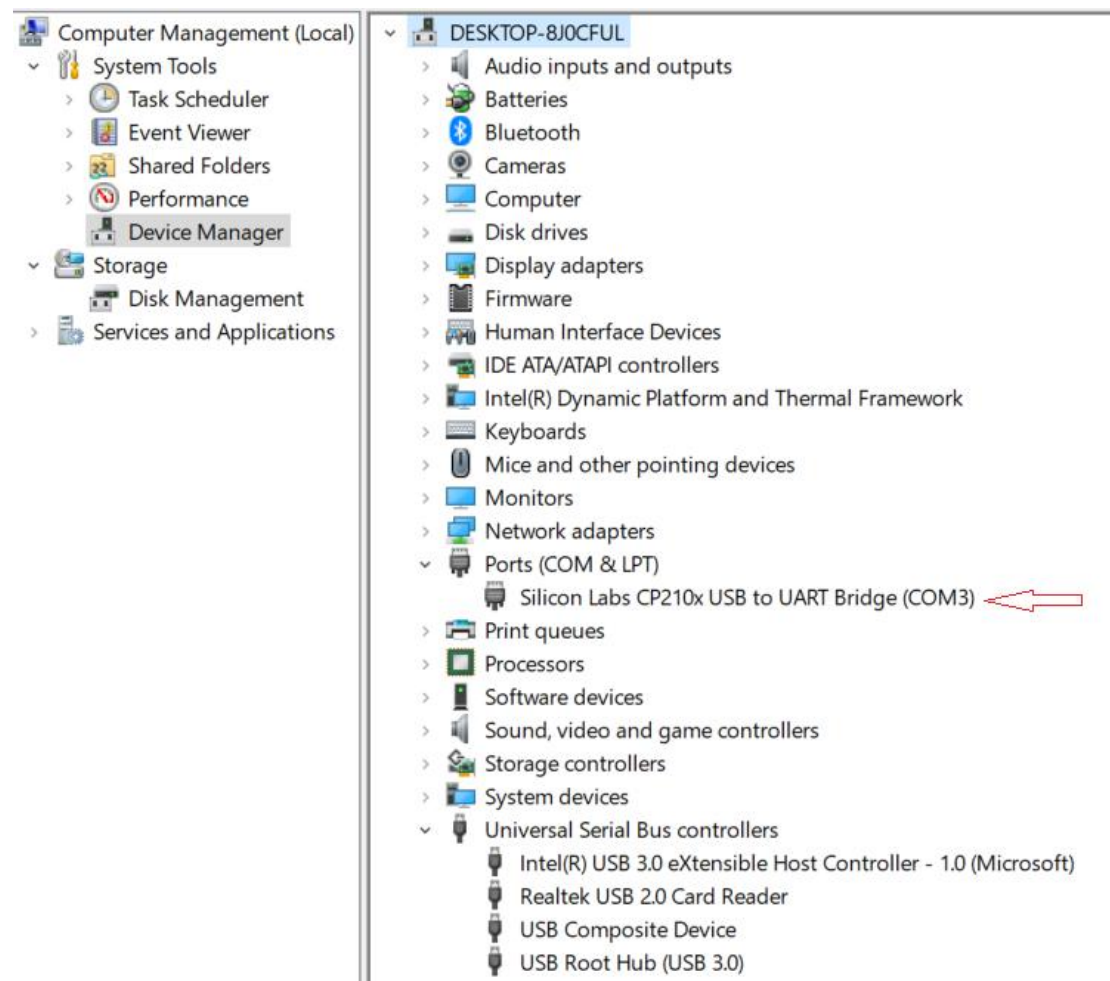 Computer Management (Local)
System Tools
Task Scheduler
Event Viewer
Shared Folders
Performance
Device Manager
Storage
Disk Management
Services and Applications
DESKTOP-8J0CFUL
Audio inputs and outputs
Batteries
Bluetooth
Cameras
Computer
Disk drives
Display adapters
Firmware
Human Interface Devices
IDE ATA/ATAPI controllers
Intel(R) Dynamic Platform and Thermal Framework
Keyboards
Mice and other pointing devices
Monitors
Network adapters
Ports (COM & LPT)
Silicon Labs CP210x USB to UART Bridge (COM3)
Print queues
Processors
Software devices
Sound, video and game controllers
Storage controllers
System devices
Universal Serial Bus controllers
Intel(R) USB 3.0 eXtensible Host Controller - 1.0 (Microsoft)
Realtek USB 2.0 Card Reader
USB Composite Device
USB Root Hub (USB 3.0)